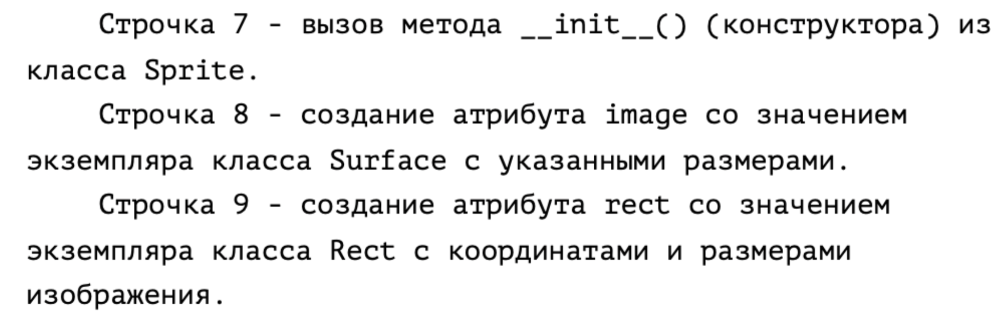 Строчка 7 - вызов метода __init__() (конструктора) из
класса Sprite.
Строчка 8 - создание атрибута image со значением
экземпляра класса Surface с указанными размерами.
Строчка 9 - создание атрибута rect со значением
экземпляра класса Rect с координатами и размерами
изображения.